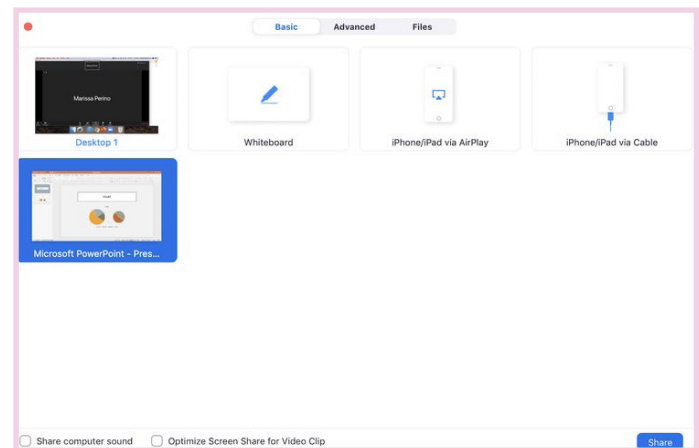 Basic Advanced Files
Marissa Perino
Desktop 1
Whiteboard
iPhone/iPad via AirPlay
iPhone/iPad via Cable
Microsoft PowerPoint - Pres...
Share computer sound
Optimize Screen Share for Video Clip
Share